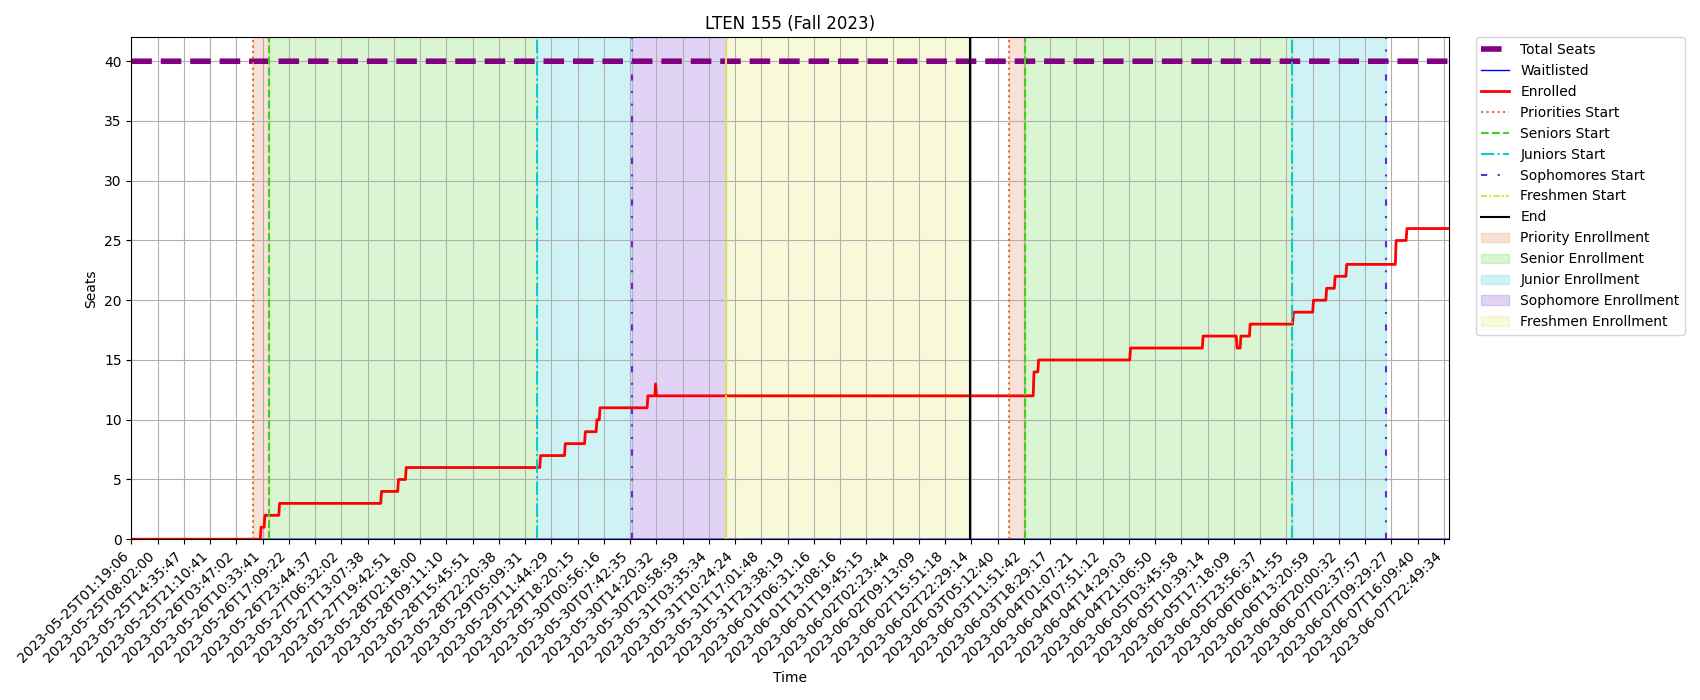 LTEN 155 (Fall 2023)
Seats
40
35
30
25
20
15
10
5
0
2023-05-25T01:19:06
2023-05-25T08:02:00
2023-05-25T14:35:47
2023-05-25T21:10:41
2023-05-26T03:47:02
2023-05-26T10:33:41
2023-05-26T17:09:22
2023-05-26T23:44:37
2023-05-27T06:32:02
2023-05-27T13:07:38
2023-05-27T19:42:51
2023-05-28T02:18:00
2023-05-28T09:11:10
2023-05-28T15:45:51
2023-05-28T22:20:38
2023-05-29T05:09:31
2023-05-29T11:44:29
2023-05-29T18:20:15
2023-05-30T00:56:16
2023-05-30T07:42:35
2023-05-30T14:20:32
2023-05-30T20:58:59
2023-05-31T03:35:34
2023-05-31T10:24:24
2023-05-31T17:01:48
2023-05-31T23:38:19
2023-06-01T06:31:16
2023-06-01T13:08:16
2023-06-01T19:45:15
2023-06-02T02:23:44
2023-06-02T09:13:09
2023-06-02T15:51:18
2023-06-02T22:29:14
2023-06-03T05:12:40
2023-06-03T11:51:42
2023-06-03T18:29:17
2023-06-04T01:07:21
2023-06-04T07:51:12
2023-06-04T14:29:03
2023-06-04T21:06:50
2023-06-05T03:45:58
2023-06-05T10:39:14
2023-06-05T17:18:09
2023-06-05T23:56:37
2023-06-06T06:41:55
2023-06-06T13:20:59
2023-06-06T20:00:32
2023-06-07T02:37:57
2023-06-07T09:29:27
2023-06-07T16:09:40
2023-06-07T22:49:34
Time
Total Seats
Waitlisted
Enrolled
Priorities Start
Seniors Start
Juniors Start
Sophomores Start
Freshmen Start
End
Priority Enrollment
Senior Enrollment
Junior Enrollment
Sophomore Enrollment
Freshmen Enrollment